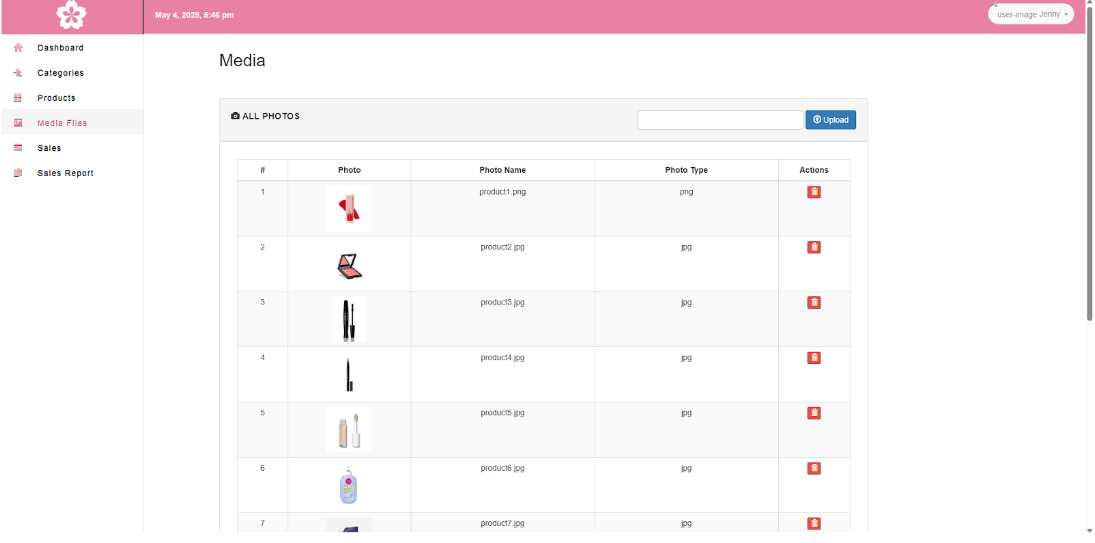 May 4, 2025, 5:46 pm
user-image Jenny
Dashboard
Categories
Products
Media Files
Sales
Sales Report
Media
ALL PHOTOS
Upload
# Photo Photo Name Photo Type Actions
1 product1.png png
2 product2.jpg jpg
3 product3.jpg jpg
4 product4.jpg jpg
5 product5.jpg jpg
6 product6.jpg jpg
7 product7.jpg jpg